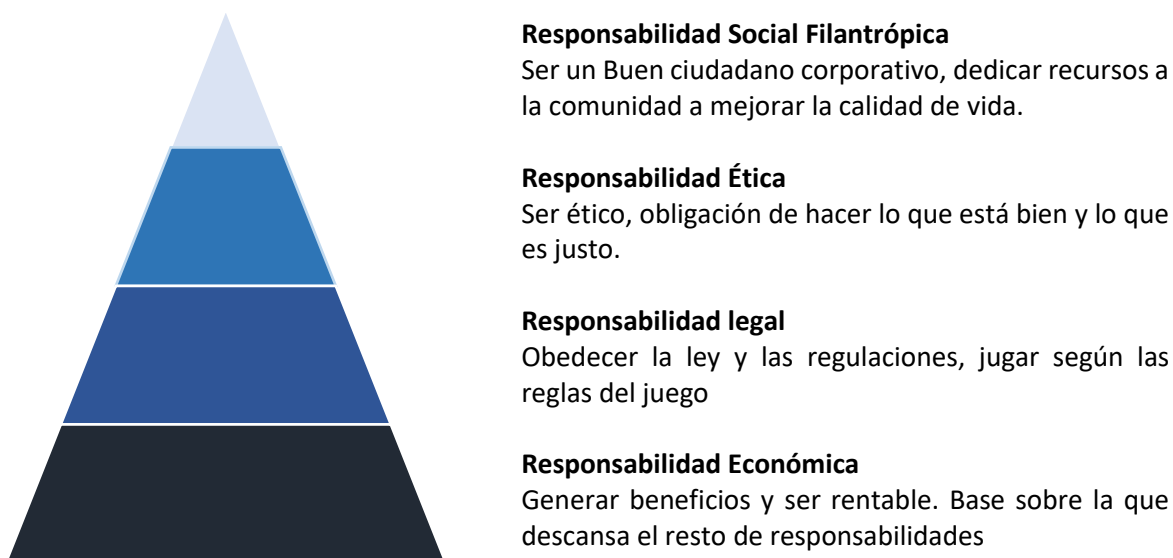 Responsabilidad Social Filantrópica
Ser un Buen ciudadano corporativo, dedicar recursos a
la comunidad a mejorar la calidad de vida.
Responsabilidad Ética
Ser ético, obligación de hacer lo que está bien y lo que
es justo.
Responsabilidad legal
Obedecer la ley y las regulaciones, jugar según las
reglas del juego
Responsabilidad Económica
Generar beneficios y ser rentable. Base sobre la que
descansa el resto de responsabilidades